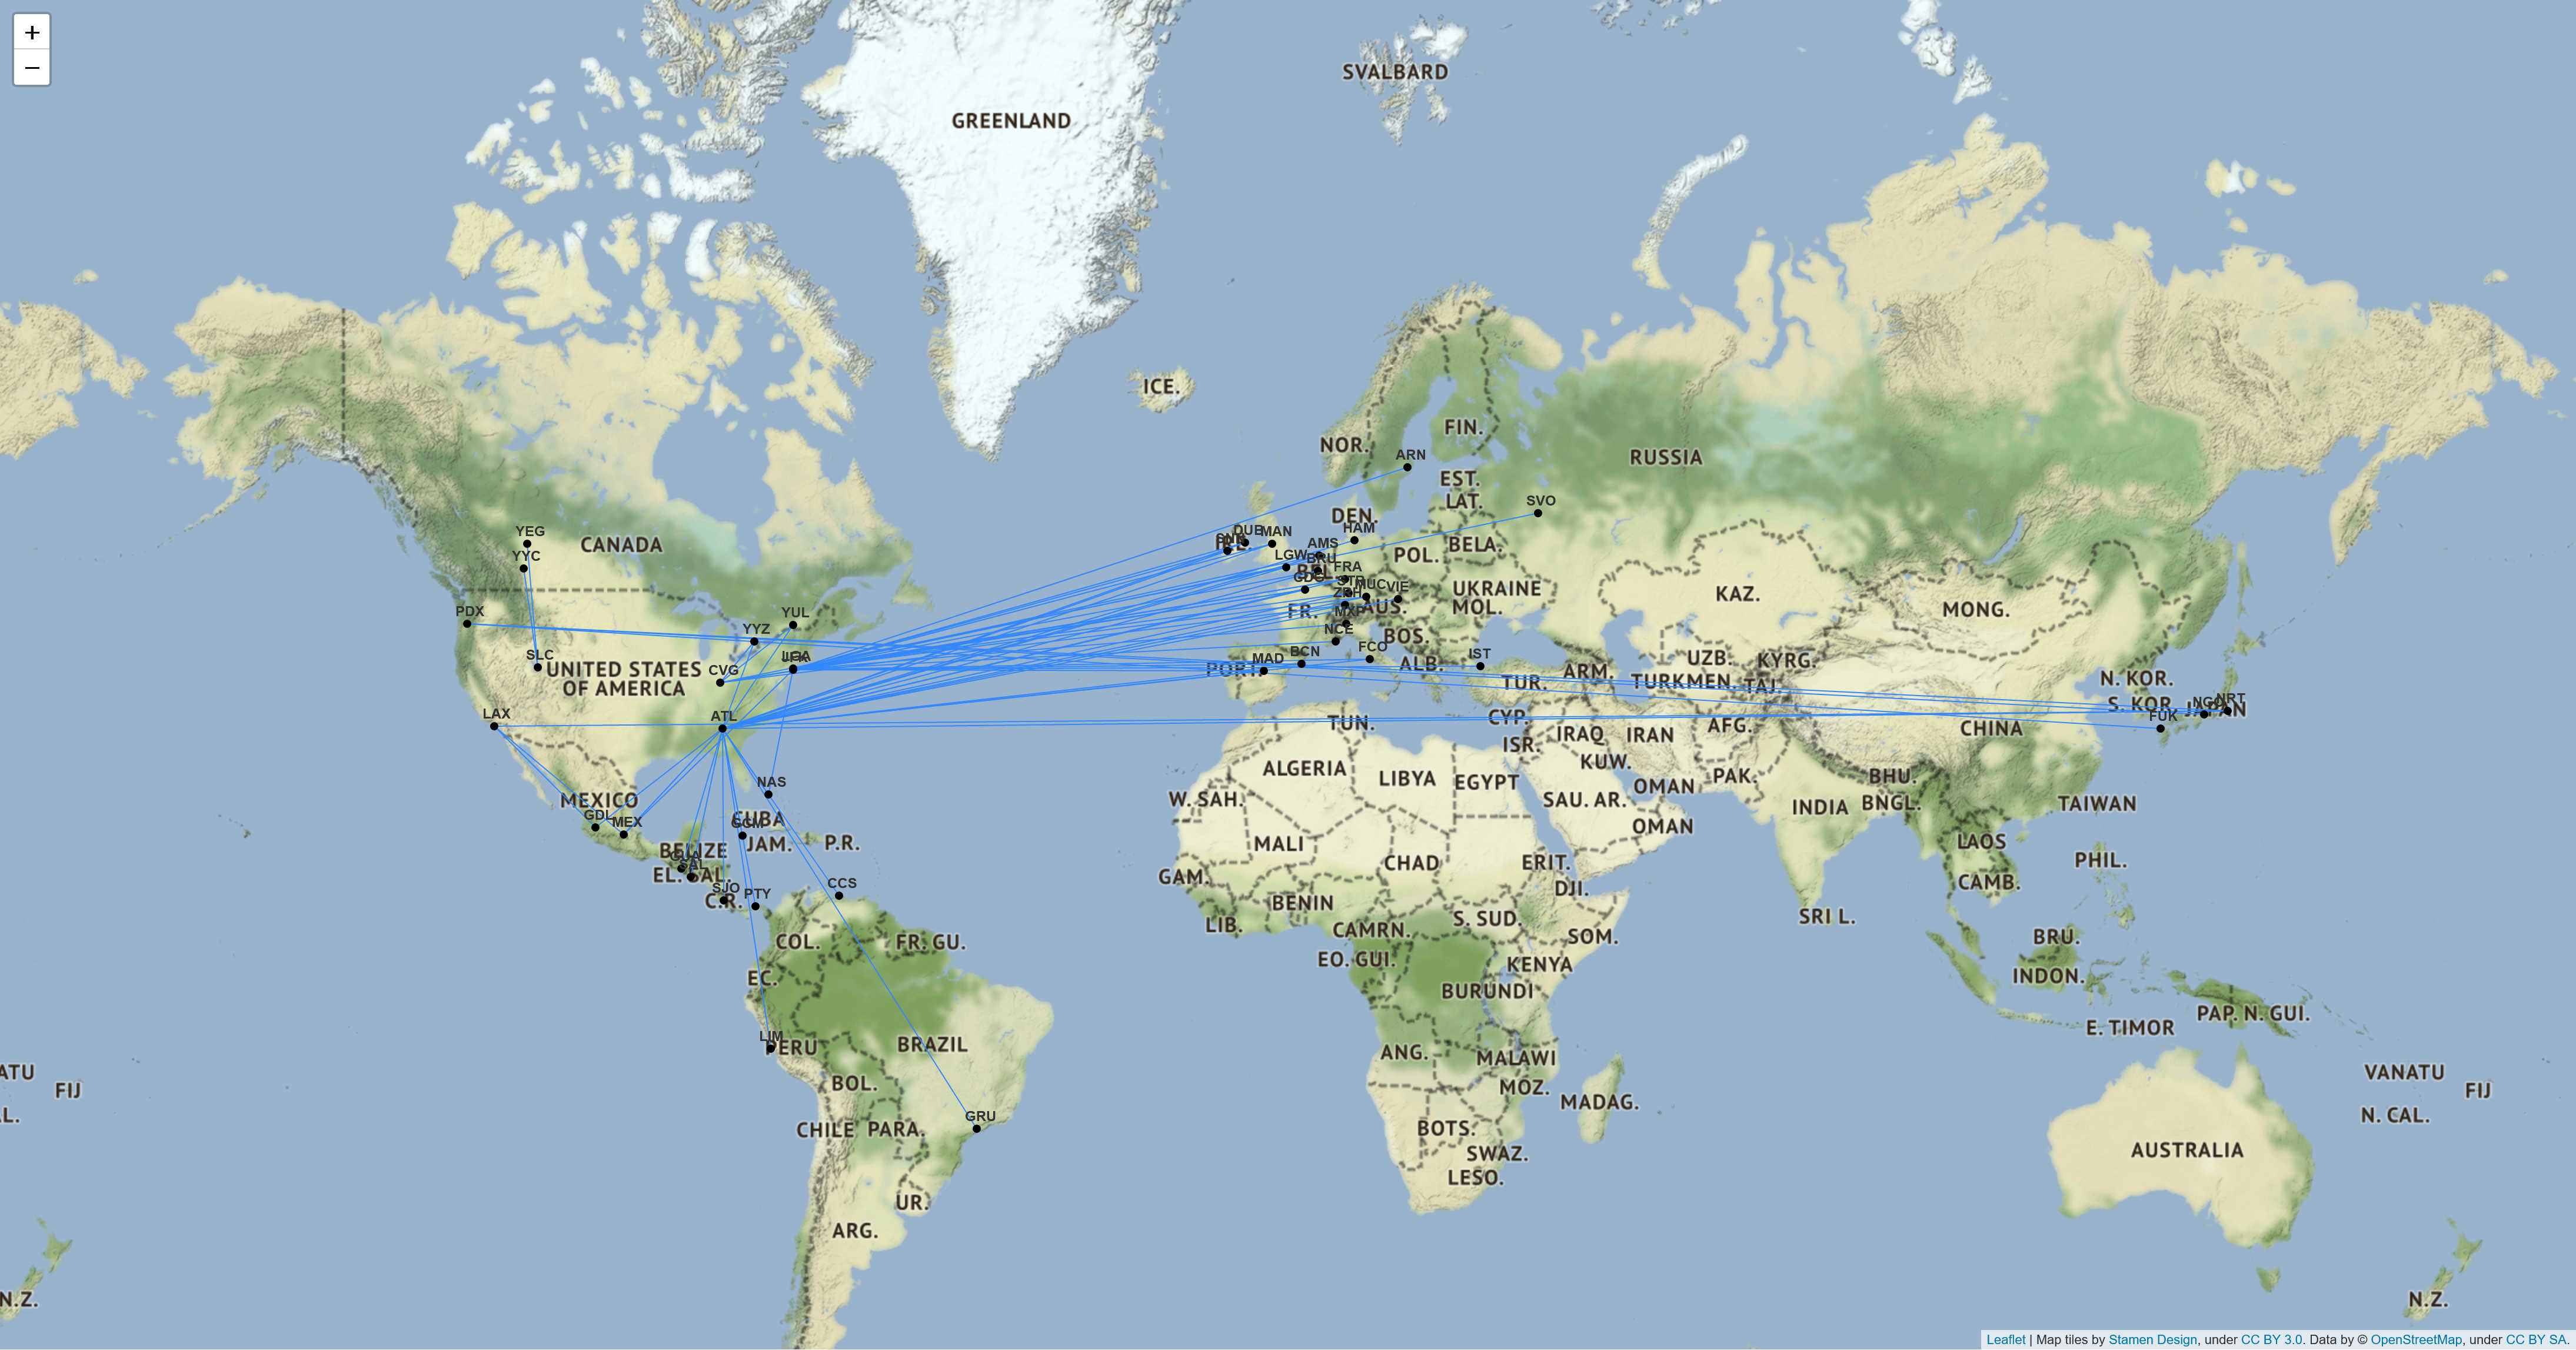 +
−
SVALBARD
GREENLAND
ICE.
NOR.
FIN.
ARN
RUSSIA
EST.
LAT.
SVO
DEN.
HAM
DUB
MAN
YEG
CANADA
AMS
BELA.
POL.
YYC
LGW
BRU
FRA
CDG
STR
MUC
VIE
UKRAINE
KAZ.
ZRH
AUS.
MOL.
MONG.
PDX
YUL
FR.
MXP
YYZ
NCE
BOS.
SLC
LGA
BCN
FCO
IST
UZB.
KYRG.
UNITED STATES
OF AMERICA
CVG
MAD
PORT.
ALB.
ARM.
TUR.
TURKMEN.
TAJ.
N. KOR.
S. KOR.
NGO
NRT
JAPAN
LAX
ATL
TUN.
CYP.
IRAQ
IRAN
AFG.
CHINA
FUK
ISR.
KUW.
NAS
ALGERIA
LIBYA
EGYPT
OMAN
PAK.
BHU.
MEXICO
W. SAH.
SAU. AR.
INDIA
BNGL.
TAIWAN
GDL
MEX
CUBA
GCM
OMAN
JAM.
P.R.
MALI
LAOS
BELIZE
GUA
SAL
CHAD
ERIT.
PHIL.
EL. SAL.
GAM.
DJI.
CAMB.
SJO
PTY
CCS
C.R.
BENIN
LIB.
CAMRN.
S. SUD.
SRI L.
COL.
FR. GU.
SOM.
BRU.
EO. GUI.
KENYA
INDON.
EC.
BURUNDI
PAP. N. GUI.
E. TIMOR
LIM
PERU
BRAZIL
ANG.
MALAWI
ATU
VANATU
FIJ
BOL.
MOZ.
FIJ
MADAG.
L.
GRU
N. CAL.
CHILE
PARA.
BOTS.
SWAZ.
AUSTRALIA
LESO.
UR.
ARG.
N.Z.
N.Z.
Leaflet | Map tiles by Stamen Design, under CC BY 3.0. Data by © OpenStreetMap, under CC BY SA.